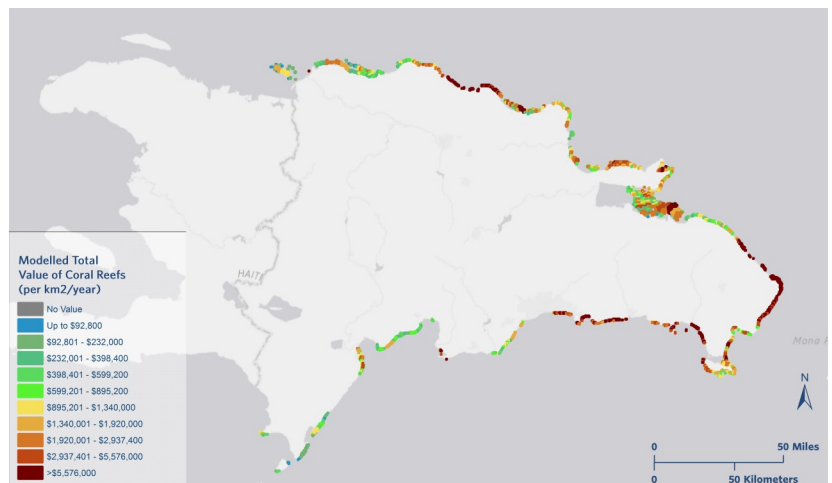 HAITI
Mona
N
Modelled Total
Value of Coral Reefs
(per km2/year)
No Value
Up to $92,800
$92,801 - $232,000
$232,001 - $398,400
$398,401 - $599,200
$599,201 - $895,200
$895,201 - $1,340,000
$1,340,001 - $1,920,000
$1,920,001 - $2,937,400
$2,937,401 - $5,576,000
>$5,576,000
0 50 Miles
0 50 Kilometers